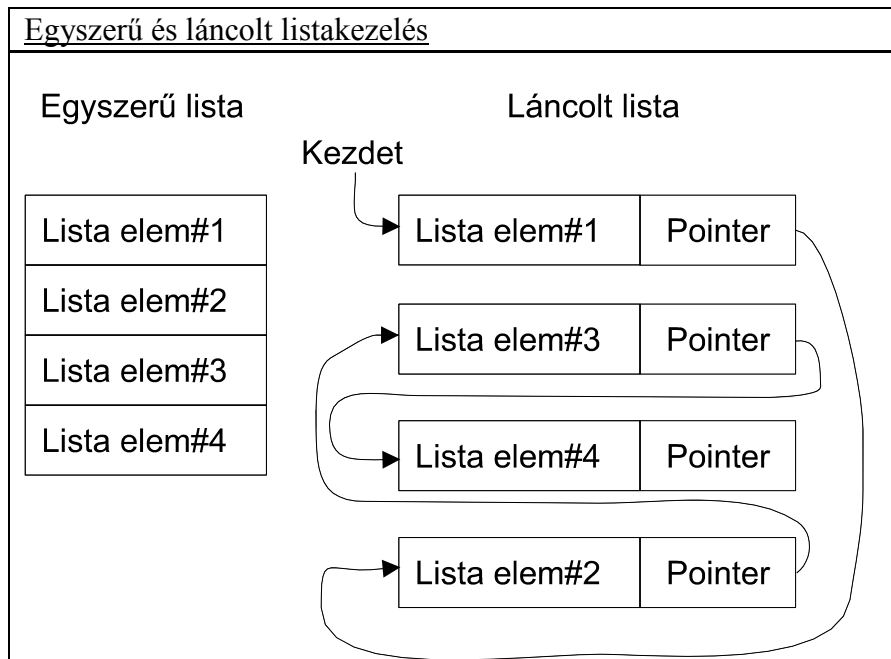 Egyszerű és láncolt listakezelés
Egyszerű lista
Lista elem#1
Lista elem#2
Lista elem#3
Lista elem#4
Láncolt lista
Kezdet
Lista elem#1 Pointer
Lista elem#3 Pointer
Lista elem#4 Pointer
Lista elem#2 Pointer